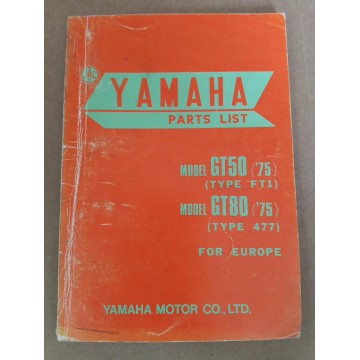 YAMAHA
PARTS LIST
MODEL GT50 ('75)
(TYPE FT1)
MODEL GT80 ('75)
(TYPE 477)
FOR EUROPE
YAMAHA MOTOR CO., LTD.